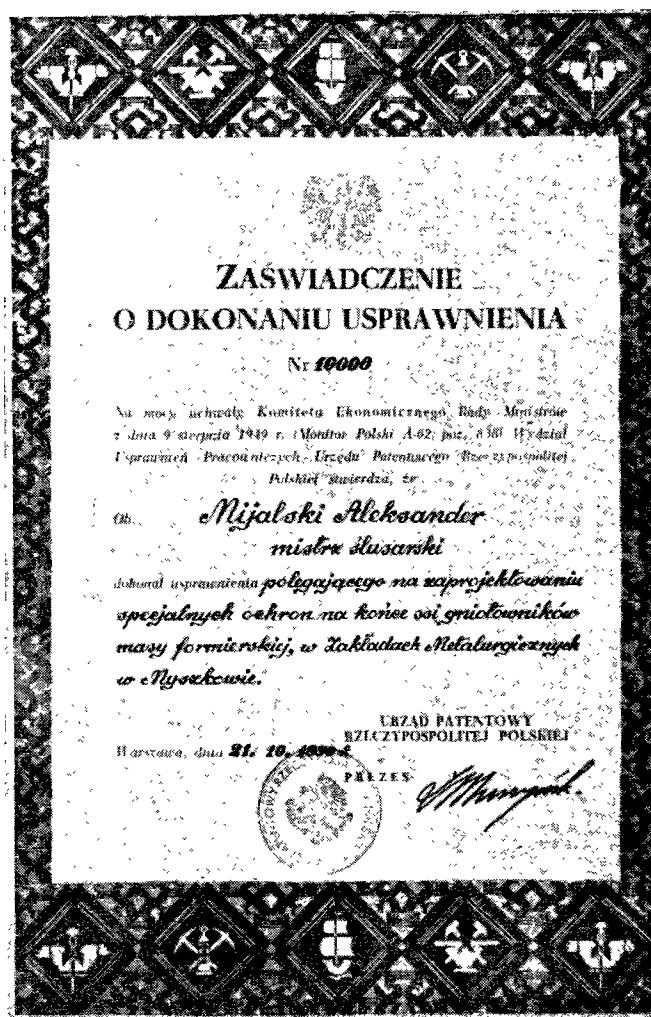 ZAŚWIADCZENIE
O DOKONANIU USPRAWNIENIA
Nr 10000
Na mocy uchwały Komitetu Ekonomicznego Rady Ministrów
z dnia 9 sierpnia 1949 r. (Monitor Polski A-62, poz. Wydział
Usprawnień Pracowniczych Urzędu Patentowego Rzeczypospolitej
Polskiej stwierdza, że
Ob. Mijalski Aleksander
mistrz ślusarski
dokonał usprawnienia polegającego na zaprojektowaniu
specjalnych ochron na końce osi gniotowników
masy formierskiej, w Zakładach Metalurgicznych
w Myszkowie.
URZĄD PATENTOWY
RZECZYPOSPOLITEJ POLSKIEJ
Warszawa, dnia 21. 10.
PREZES